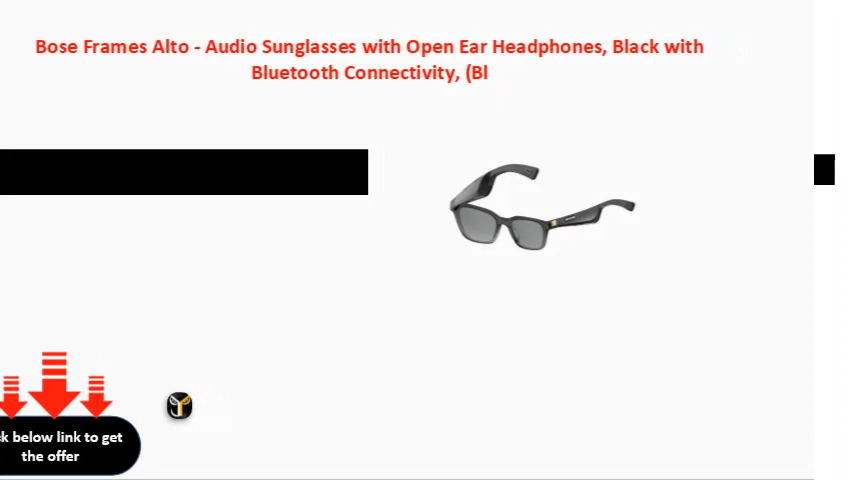 Bose Frames Alto - Audio Sunglasses with Open Ear Headphones, Black with
Bluetooth Connectivity, (Bl
k below link to get
the offer